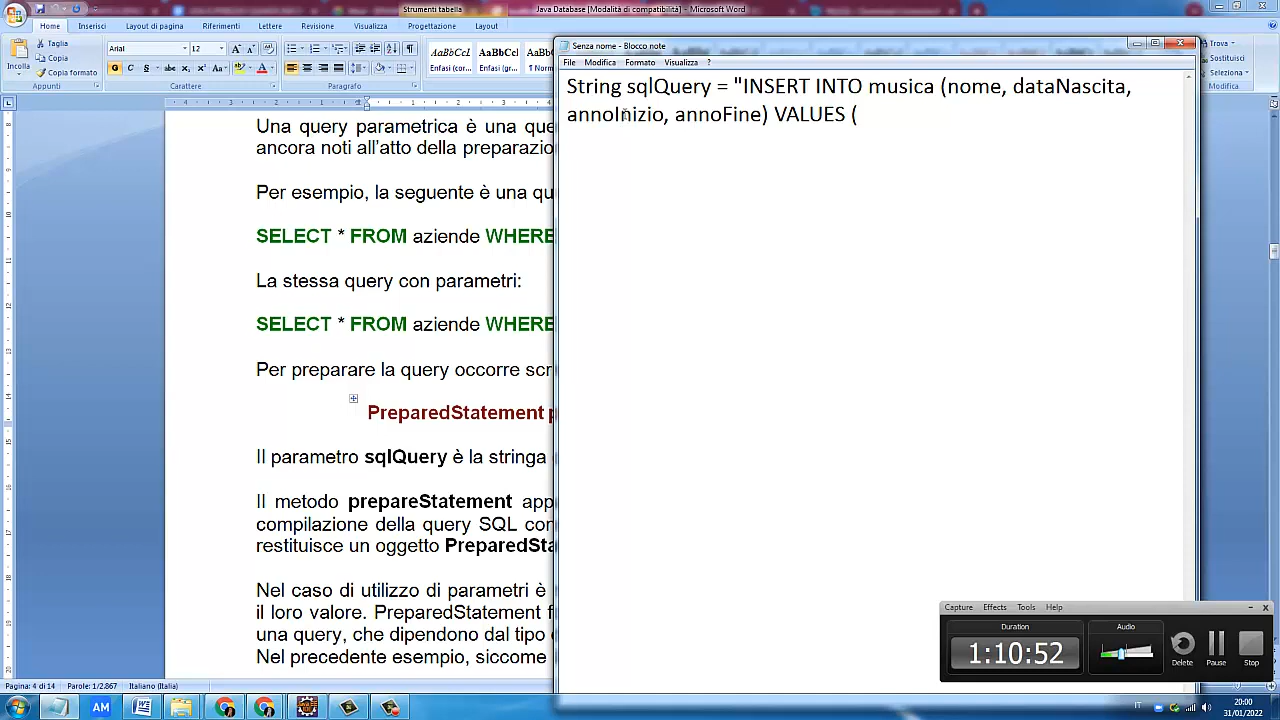 Strumenti tabella
Java Database [Modalità di compatibilità] - Microsoft Word
Home Inserisci Layout di pagina Riferimenti Lettere Revisione Visualizza Progettazione Layout
Incolla
Taglia
Copia
Copia formato
Appunti
Arial 12
Carattere
Paragrafo
AaBbCcL AaBbCc
Enfasi (cor... Enfasi (gr...
Trova
Sostituisci
Seleziona
Modifica
Senza nome - Blocco note
File Modifica Formato Visualizza ?
String sqlQuery = "INSERT INTO musica (nome, dataNascita,
annoInizio, annoFine) VALUES (
Una query parametrica è una que
ancora noti all'atto della preparazio
Per esempio, la seguente è una qu
SELECT * FROM aziende WHERE
La stessa query con parametri:
SELECT * FROM aziende WHERE
Per preparare la query occorre scr
PreparedStatement p
Il parametro sqlQuery è la stringa
Il metodo prepareStatement app
compilazione della query SQL con
restituisce un oggetto PreparedSta
Nel caso di utilizzo di parametri è
il loro valore. PreparedStatement f
una query, che dipendono dal tipo
Nel precedente esempio, siccome
Capture Effects Tools Help
Duration
1:10:52
Audio
Delete Pause Stop
Pagina: 4 di 14 Parole: 1/2.867 Italiano (Italia)
AM
IT
20:00
31/01/2022